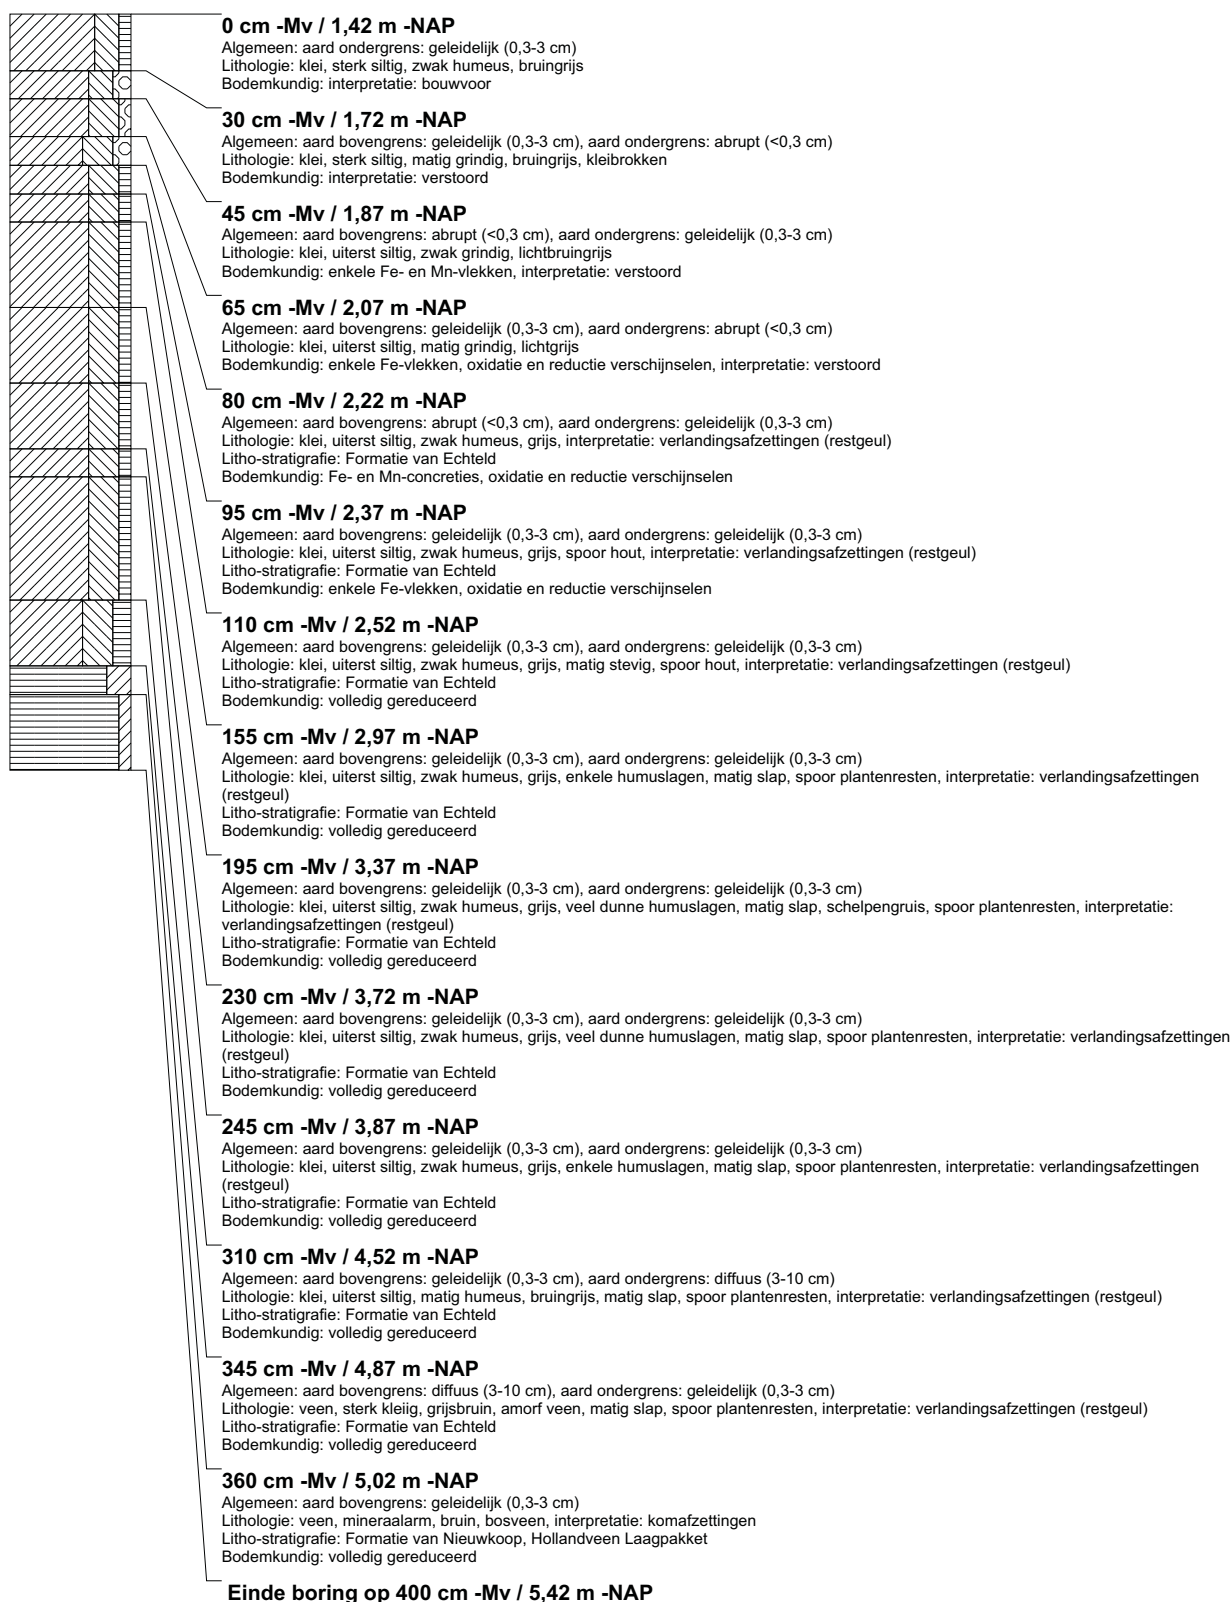 0 cm -Mv / 1,42 m -NAP
Algemeen: aard ondergrens: geleidelijk (0,3-3 cm)
Lithologie: klei, sterk siltig, zwak humeus, bruingrijs
Bodemkundig: interpretatie: bouwvoor
30 cm -Mv / 1,72 m -NAP
Algemeen: aard bovengrens: geleidelijk (0,3-3 cm), aard ondergrens: abrupt (<0,3 cm)
Lithologie: klei, sterk siltig, matig grindig, bruingrijs, kleibrokken
Bodemkundig: interpretatie: verstoord
45 cm -Mv / 1,87 m -NAP
Algemeen: aard bovengrens: abrupt (<0,3 cm), aard ondergrens: geleidelijk (0,3-3 cm)
Lithologie: klei, uiterst siltig, zwak grindig, lichtbruingrijs
Bodemkundig: enkele Fe- en Mn-vlekken, interpretatie: verstoord
65 cm -Mv / 2,07 m -NAP
Algemeen: aard bovengrens: geleidelijk (0,3-3 cm), aard ondergrens: abrupt (<0,3 cm)
Lithologie: klei, uiterst siltig, matig grindig, lichtgrijs
Bodemkundig: enkele Fe-vlekken, oxidatie en reductie verschijnselen, interpretatie: verstoord
80 cm -Mv / 2,22 m -NAP
Algemeen: aard bovengrens: abrupt (<0,3 cm), aard ondergrens: geleidelijk (0,3-3 cm)
Lithologie: klei, uiterst siltig, zwak humeus, grijs, interpretatie: verlandingsafzettingen (restgeul)
Litho-stratigrafie: Formatie van Echteld
Bodemkundig: Fe- en Mn-concreties, oxidatie en reductie verschijnselen
95 cm -Mv / 2,37 m -NAP
Algemeen: aard bovengrens: geleidelijk (0,3-3 cm), aard ondergrens: geleidelijk (0,3-3 cm)
Lithologie: klei, uiterst siltig, zwak humeus, grijs, spoor hout, interpretatie: verlandingsafzettingen (restgeul)
Litho-stratigrafie: Formatie van Echteld
Bodemkundig: enkele Fe-vlekken, oxidatie en reductie verschijnselen
110 cm -Mv / 2,52 m -NAP
Algemeen: aard bovengrens: geleidelijk (0,3-3 cm), aard ondergrens: geleidelijk (0,3-3 cm)
Lithologie: klei, uiterst siltig, zwak humeus, grijs, matig stevig, spoor hout, interpretatie: verlandingsafzettingen (restgeul)
Litho-stratigrafie: Formatie van Echteld
Bodemkundig: volledig gereduceerd
155 cm -Mv / 2,97 m -NAP
Algemeen: aard bovengrens: geleidelijk (0,3-3 cm), aard ondergrens: geleidelijk (0,3-3 cm)
Lithologie: klei, uiterst siltig, zwak humeus, grijs, enkele humuslagen, matig slap, spoor plantenresten, interpretatie: verlandingsafzettingen
(restgeul)
Litho-stratigrafie: Formatie van Echteld
Bodemkundig: volledig gereduceerd
195 cm -Mv / 3,37 m -NAP
Algemeen: aard bovengrens: geleidelijk (0,3-3 cm), aard ondergrens: geleidelijk (0,3-3 cm)
Lithologie: klei, uiterst siltig, zwak humeus, grijs, veel dunne humuslagen, matig slap, schelpengruis, spoor plantenresten, interpretatie:
verlandingsafzettingen (restgeul)
Litho-stratigrafie: Formatie van Echteld
Bodemkundig: volledig gereduceerd
230 cm -Mv / 3,72 m -NAP
Algemeen: aard bovengrens: geleidelijk (0,3-3 cm), aard ondergrens: geleidelijk (0,3-3 cm)
Lithologie: klei, uiterst siltig, zwak humeus, grijs, veel dunne humuslagen, matig slap, spoor plantenresten, interpretatie: verlandingsafzettingen
(restgeul)
Litho-stratigrafie: Formatie van Echteld
Bodemkundig: volledig gereduceerd
245 cm -Mv / 3,87 m -NAP
Algemeen: aard bovengrens: geleidelijk (0,3-3 cm), aard ondergrens: geleidelijk (0,3-3 cm)
Lithologie: klei, uiterst siltig, zwak humeus, grijs, enkele humuslagen, matig slap, spoor plantenresten, interpretatie: verlandingsafzettingen
(restgeul)
Litho-stratigrafie: Formatie van Echteld
Bodemkundig: volledig gereduceerd
310 cm -Mv / 4,52 m -NAP
Algemeen: aard bovengrens: geleidelijk (0,3-3 cm), aard ondergrens: diffuus (3-10 cm)
Lithologie: klei, uiterst siltig, matig humeus, bruingrijs, matig slap, spoor plantenresten, interpretatie: verlandingsafzettingen (restgeul)
Litho-stratigrafie: Formatie van Echteld
Bodemkundig: volledig gereduceerd
345 cm -Mv / 4,87 m -NAP
Algemeen: aard bovengrens: diffuus (3-10 cm), aard ondergrens: geleidelijk (0,3-3 cm)
Lithologie: veen, sterk kleiig, grijsbruin, amorf veen, matig slap, spoor plantenresten, interpretatie: verlandingsafzettingen (restgeul)
Litho-stratigrafie: Formatie van Echteld
Bodemkundig: volledig gereduceerd
360 cm -Mv / 5,02 m -NAP
Algemeen: aard bovengrens: geleidelijk (0,3-3 cm)
Lithologie: veen, mineraalarm, bruin, bosveen, interpretatie: komafzettingen
Litho-stratigrafie: Formatie van Nieuwkoop, Hollandveen Laagpakket
Bodemkundig: volledig gereduceerd
Einde boring op 400 cm -Mv / 5,42 m -NAP